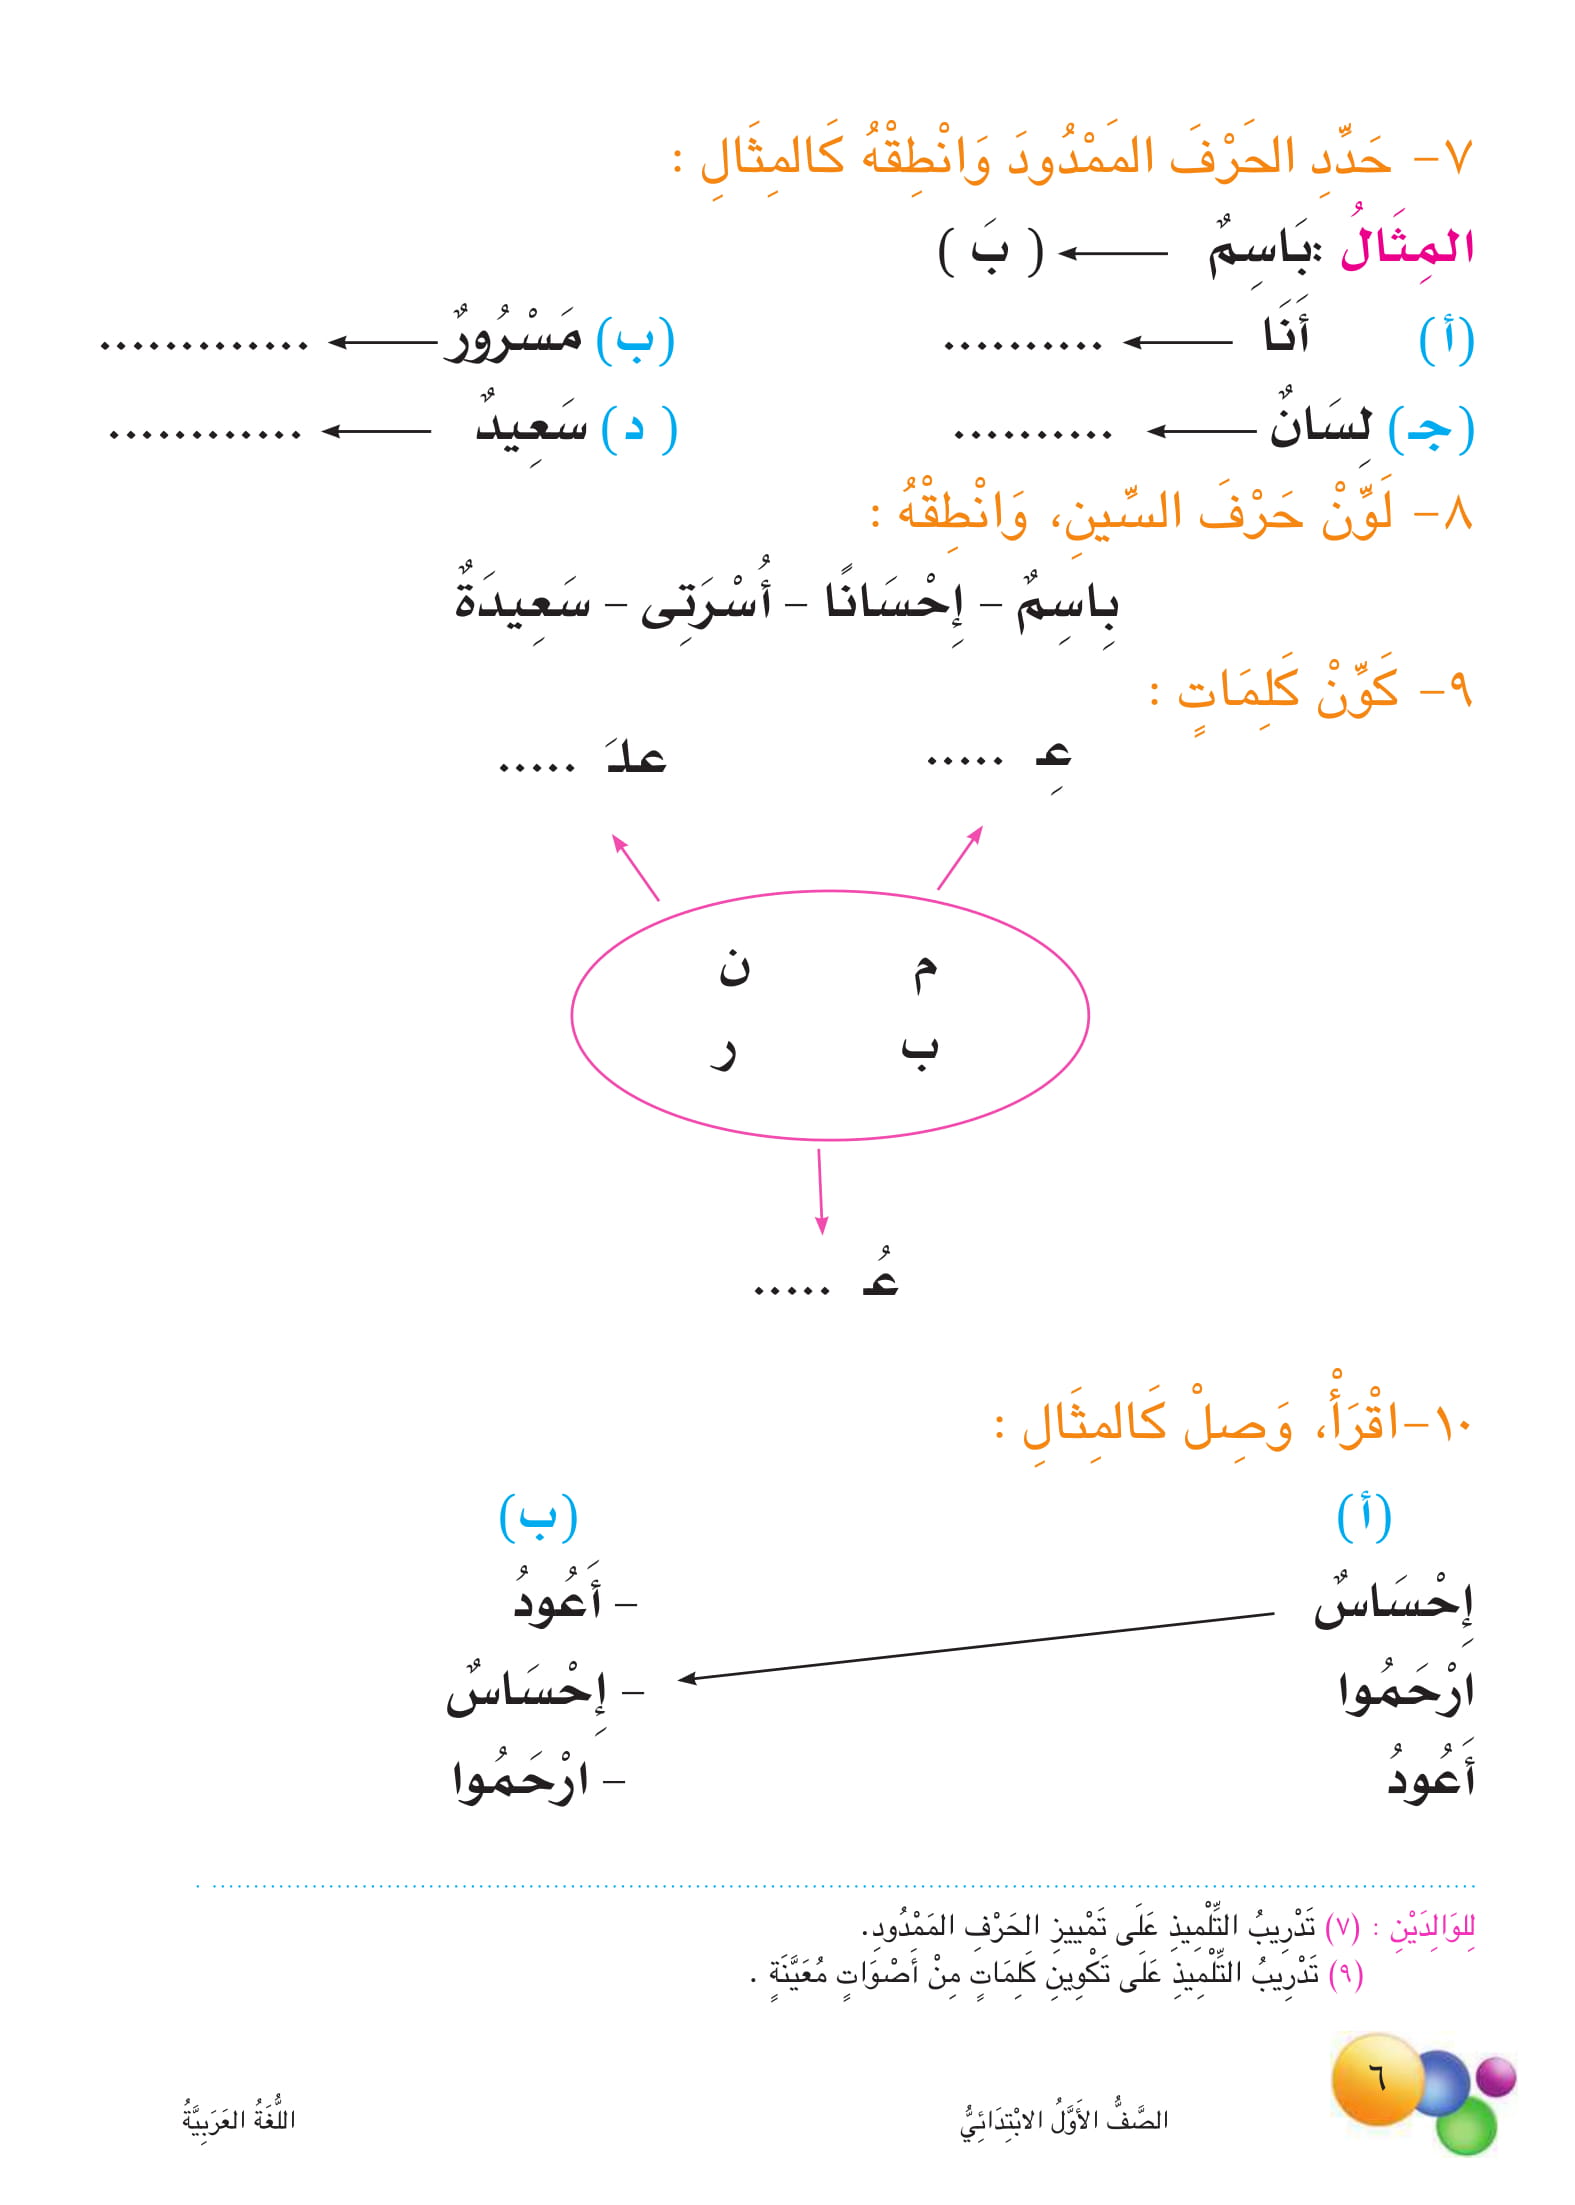 ٧- حَدِّدِ الحَرْفَ المَمْدُودَ وَانْطِقْهُ كَالمِثَالِ :
المِثَالُ :بَاسِمٌ ( بَ )
(أ) أَنَا .......... (ب) مَسْرُورٌ .............
(جـ) لِسَانٌ .......... ( د ) سَعِيدٌ ............
٨- لَوِّنْ حَرْفَ السِّينِ، وَانْطِقْهُ :
بِاسِمٌ - إِحْسَانًا - أُسْرَتِى - سَعِيدَةٌ
٩- كَوِّنْ كَلِمَاتٍ :
عِـ ..... علَـ .....
م ن
ب ر
عُـ .....
١٠-اقْرَأْ، وَصِلْ كَالمِثَالِ :
(أ) (ب)
إِحْسَاسٌ - أَعُودُ
ارْحَمُوا - إِحْسَاسٌ
أَعُودُ - ارْحَمُوا
لِلوَالِدَيْنِ : (٧) تَدْرِيبُ التِّلْمِيذِ عَلَى تَمْيِيزِ الحَرْفِ المَمْدُودِ.
(٩) تَدْرِيبُ التِّلْمِيذِ عَلَى تَكْوِينِ كَلِمَاتٍ مِنْ أَصْوَاتٍ مُعَيَّنَةٍ .
٦
الصَّفُّ الأَوَّلُ الابْتِدَائِيُّ اللُّغَةُ العَرَبِيَّةُ